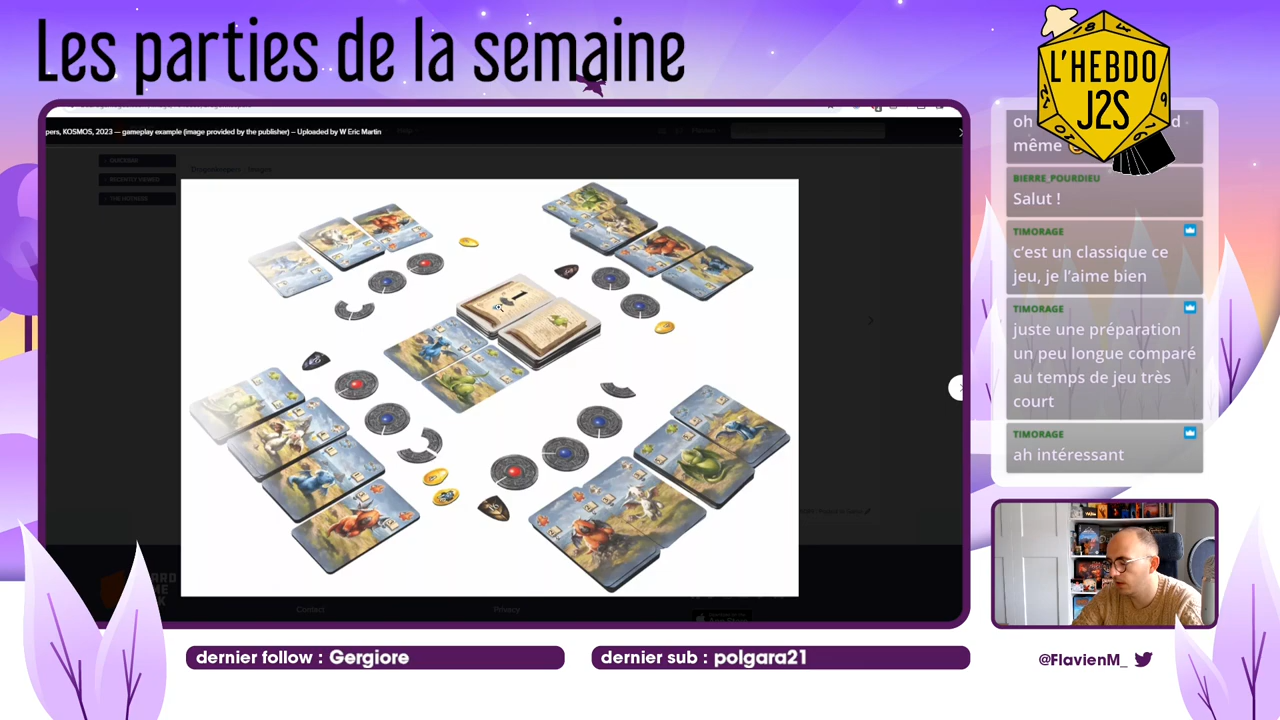 Les parties de la semaine
L'HEBDO
J2S
pers, KOSMOS, 2023 — gameplay example (image provided by the publisher) – Uploaded by W Eric Martin
1
oh
même
BIERRE_POURDIEU
Salut !
TIMORAGE
c'est un classique ce
jeu, je l'aime bien
TIMORAGE
juste une préparation
un peu longue comparé
au temps de jeu très
court
TIMORAGE
ah intéressant
Contact
Privacy
dernier follow : Gergiore
dernier sub : polgara21
@FlavienM_